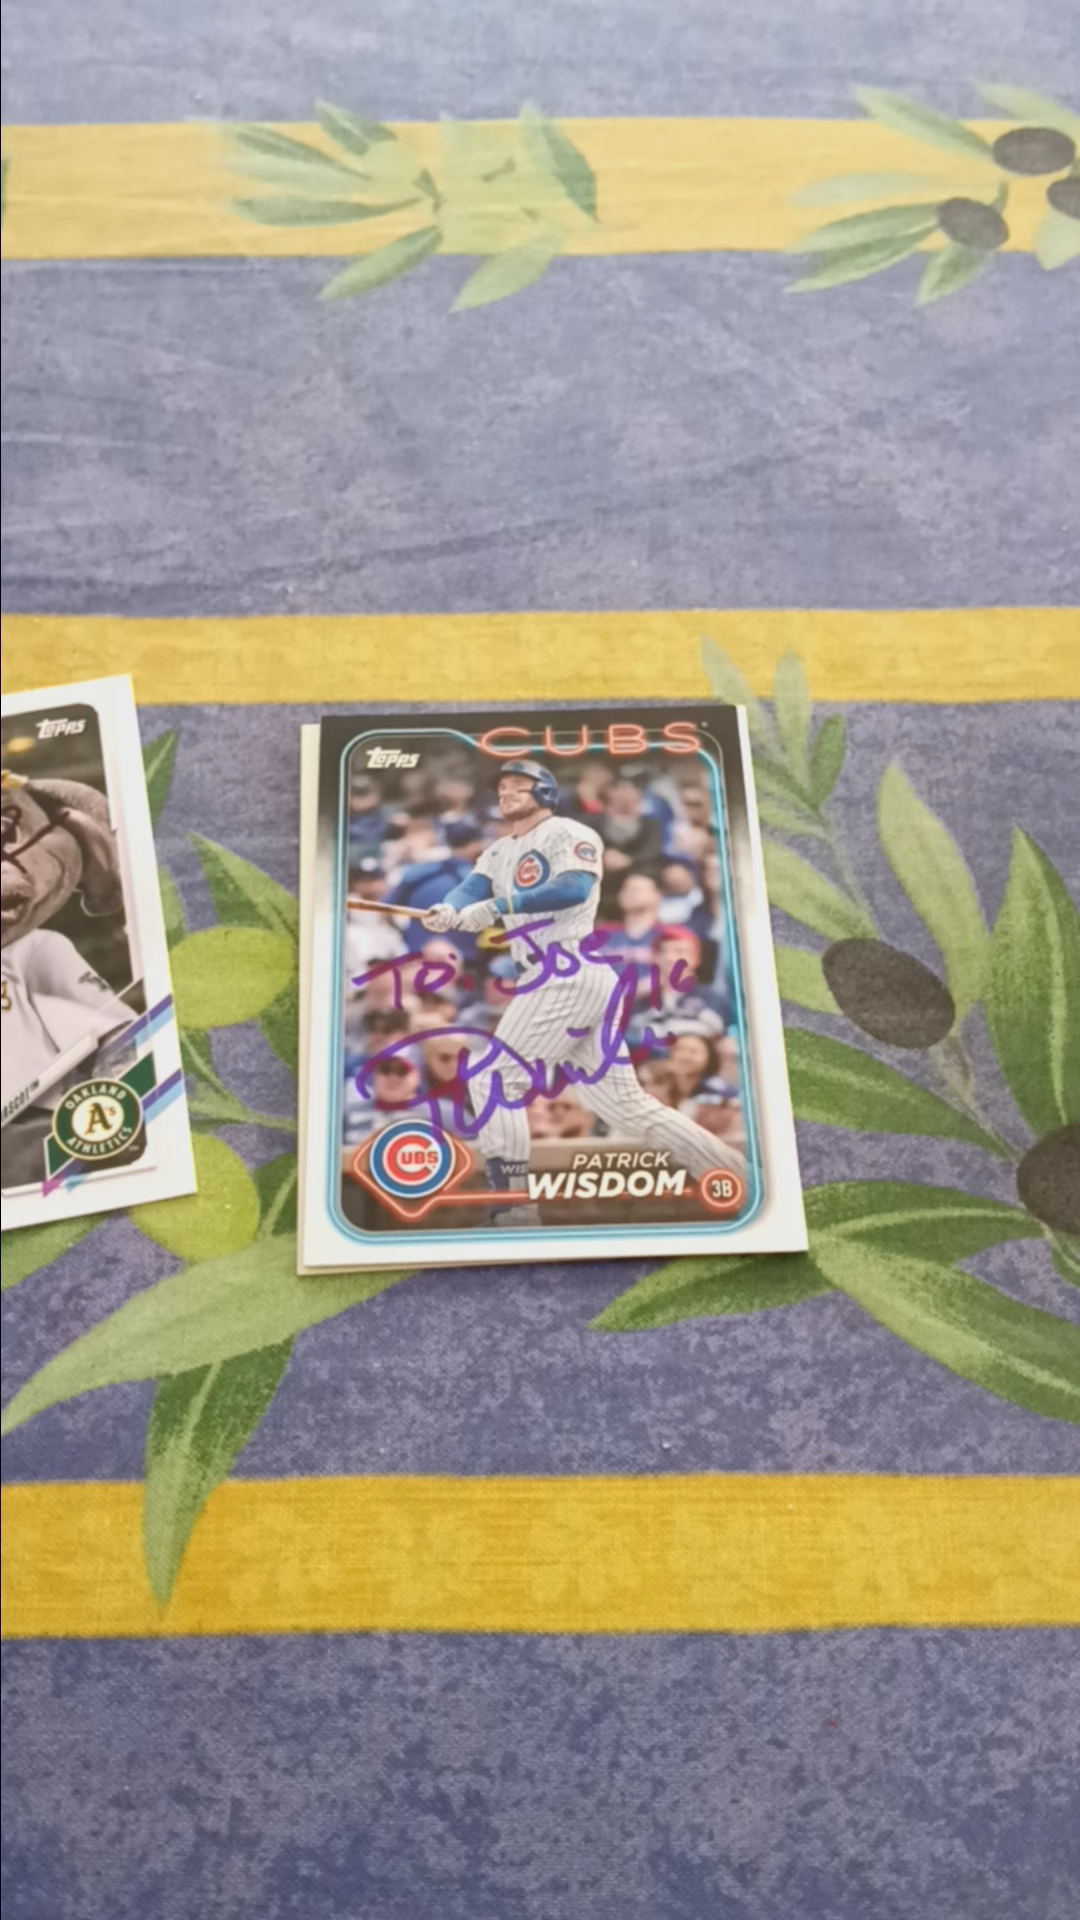 Topps
OAKLAND
A's
ATHLETICS
CUBS
Topps
To: Joe
16
CUBS
PATRICK
WISDOM
3B